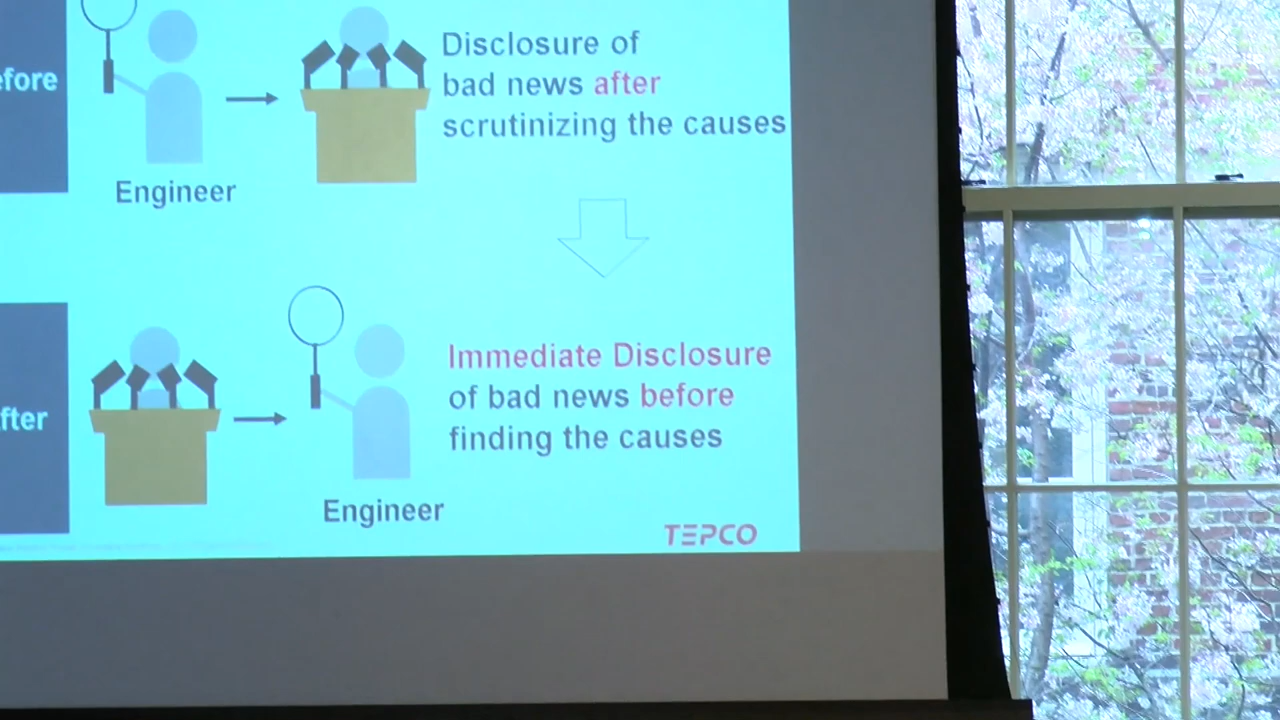 efore
Disclosure of
bad news after
scrutinizing the causes
Engineer
fter
Immediate Disclosure
of bad news before
finding the causes
Engineer
TEPCO